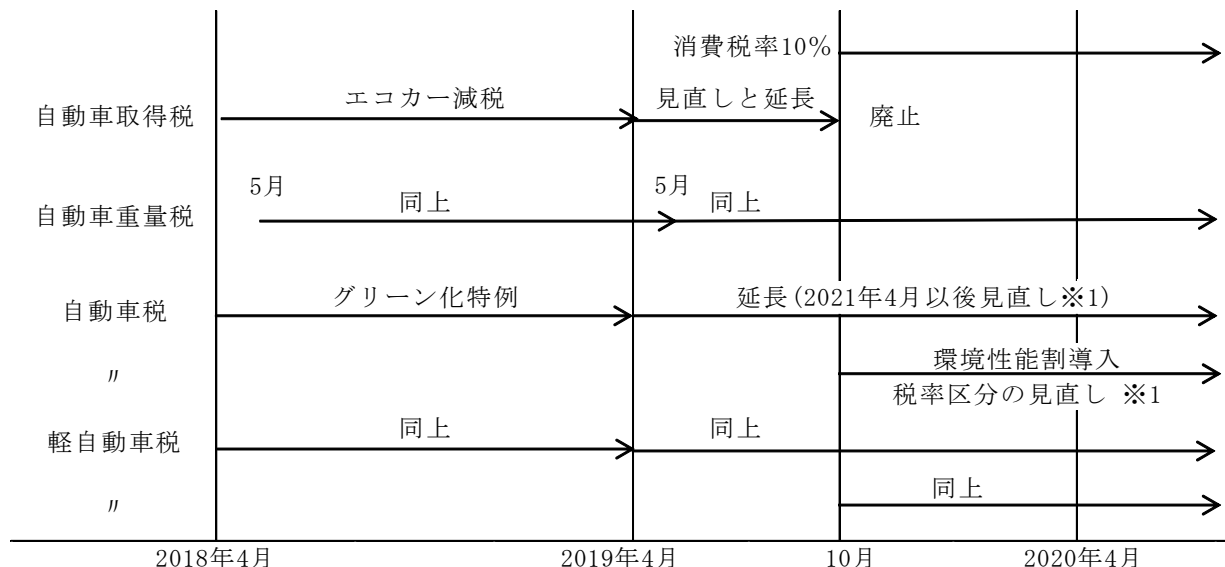 消費税率10%
自動車取得税 エコカー減税 見直しと延長 廃止
5月 5月
自動車重量税 同上 同上
自動車税 グリーン化特例 延長(2021年4月以後見直し※1)
〃 環境性能割導入
税率区分の見直し ※1
軽自動車税 同上 同上
〃 同上
2018年4月 2019年4月 10月 2020年4月